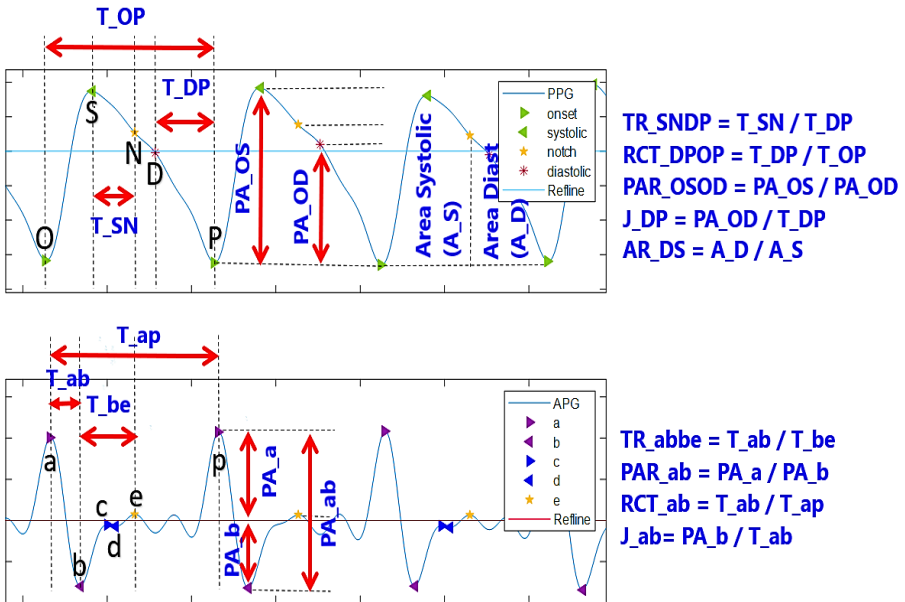 T_OP
T_DP
S
N
D
T_SN
O
P
PA_OS
PA_OD
Area Systolic
(A_S)
Area Diast
(A_D)
PPG
onset
systolic
notch
diastolic
Refline
TR_SNDP = T_SN / T_DP
RCT_DPOP = T_DP / T_OP
PAR_OSOD = PA_OS / PA_OD
J_DP = PA_OD / T_DP
AR_DS = A_D / A_S
T_ap
T_ab
T_be
a
b
c
d
e
p
PA_a
PA_b
PA_ab
APG
a
b
c
d
e
Refline
TR_abbe = T_ab / T_be
PAR_ab = PA_a / PA_b
RCT_ab = T_ab / T_ap
J_ab= PA_b / T_ab